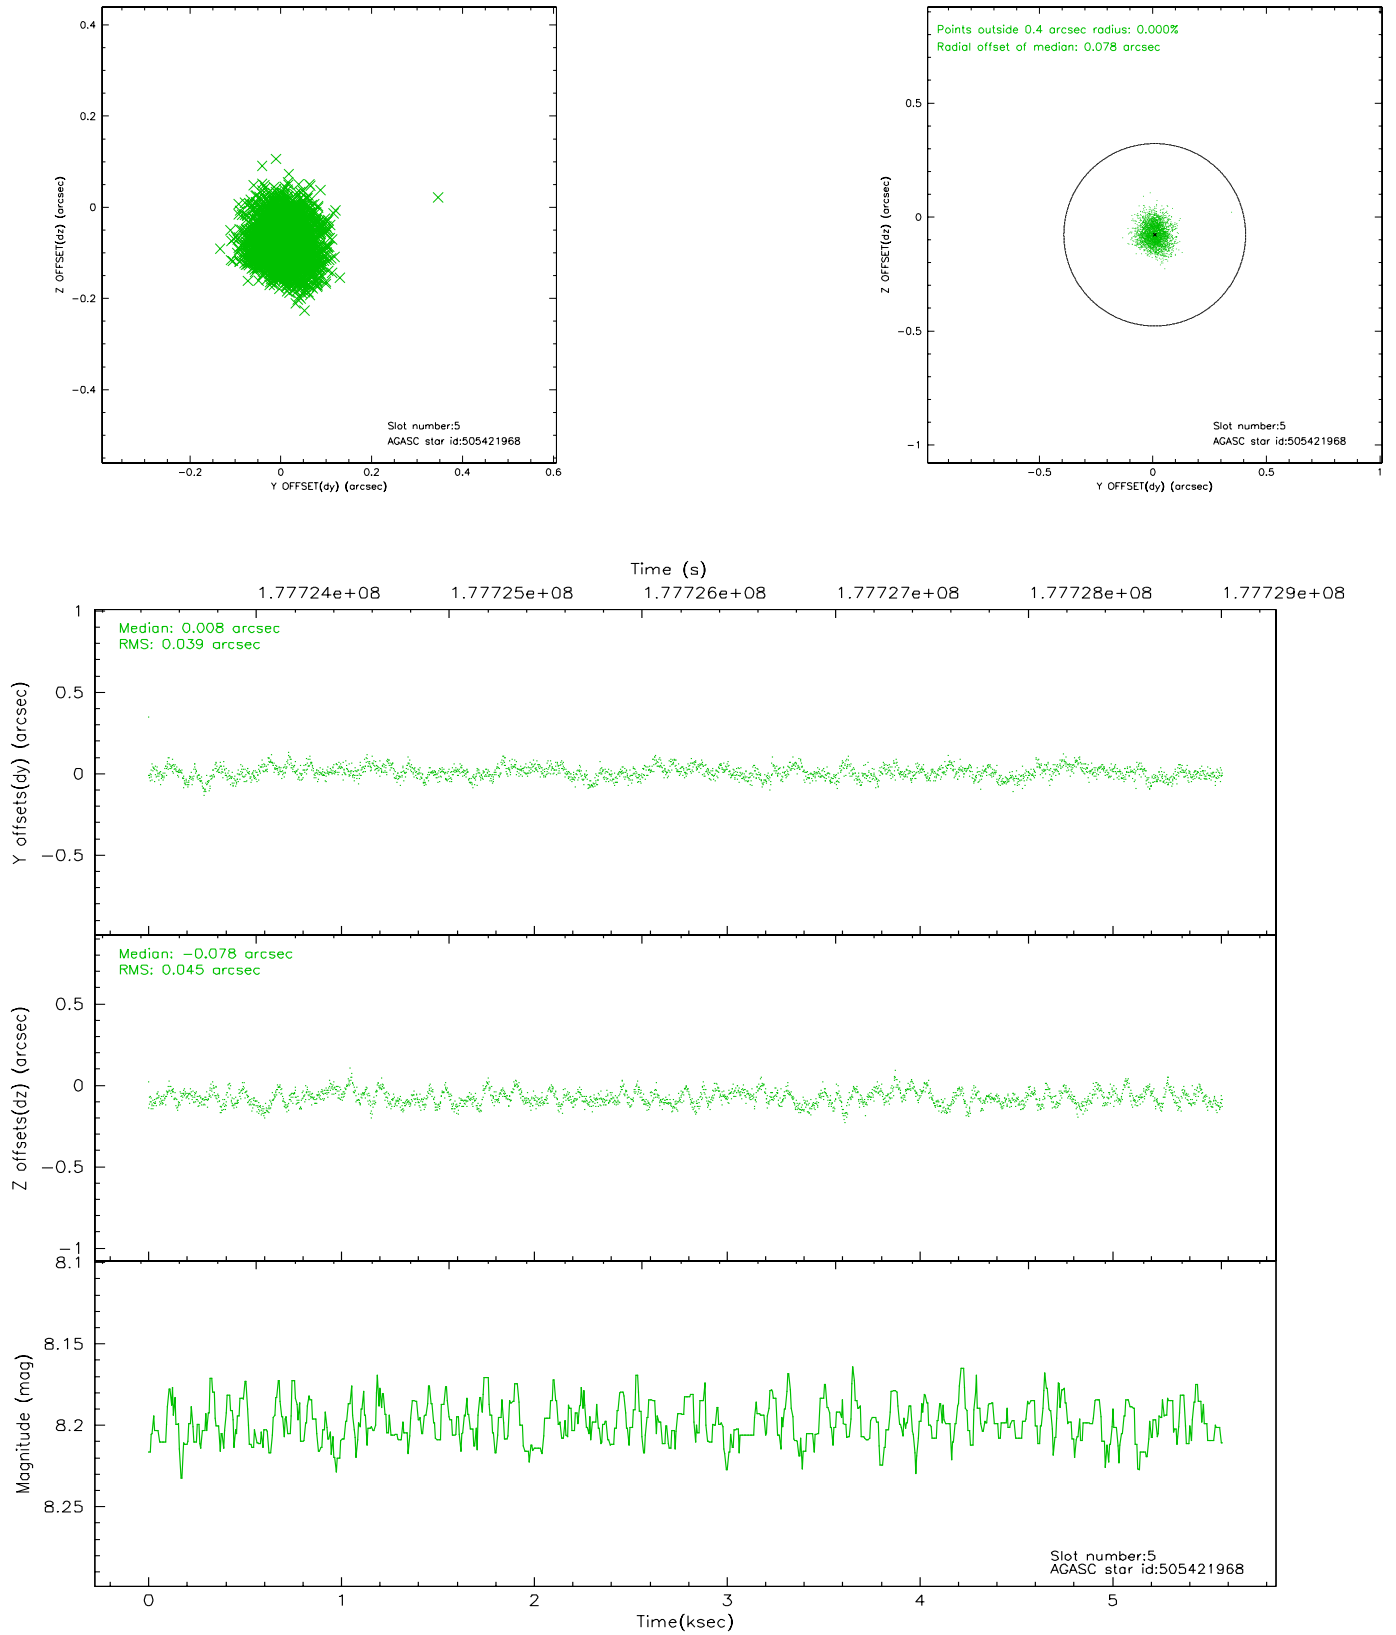 0.4
0.2
0
−0.2
−0.4
Z OFFSET(dz) (arcsec)
Slot number:5
AGASC star id:505421968
−0.2 0 0.2 0.4 0.6
Y OFFSET(dy) (arcsec)
Points outside 0.4 arcsec radius: 0.000%
Radial offset of median: 0.078 arcsec
0.5
0
−0.5
−1
Z OFFSET(dz) (arcsec)
Slot number:5
AGASC star id:505421968
−0.5 0 0.5 1
Y OFFSET(dy) (arcsec)
Time (s)
1.77724e+08 1.77725e+08 1.77726e+08 1.77727e+08 1.77728e+08 1.77729e+08
Median: 0.008 arcsec
RMS: 0.039 arcsec
1
0.5
0
−0.5
Y offsets(dy) (arcsec)
Median: −0.078 arcsec
RMS: 0.045 arcsec
0.5
0
−0.5
−1
Z offsets(dz) (arcsec)
8.1
8.15
8.2
8.25
Magnitude (mag)
Slot number:5
AGASC star id:505421968
0 1 2 3 4 5
Time(ksec)